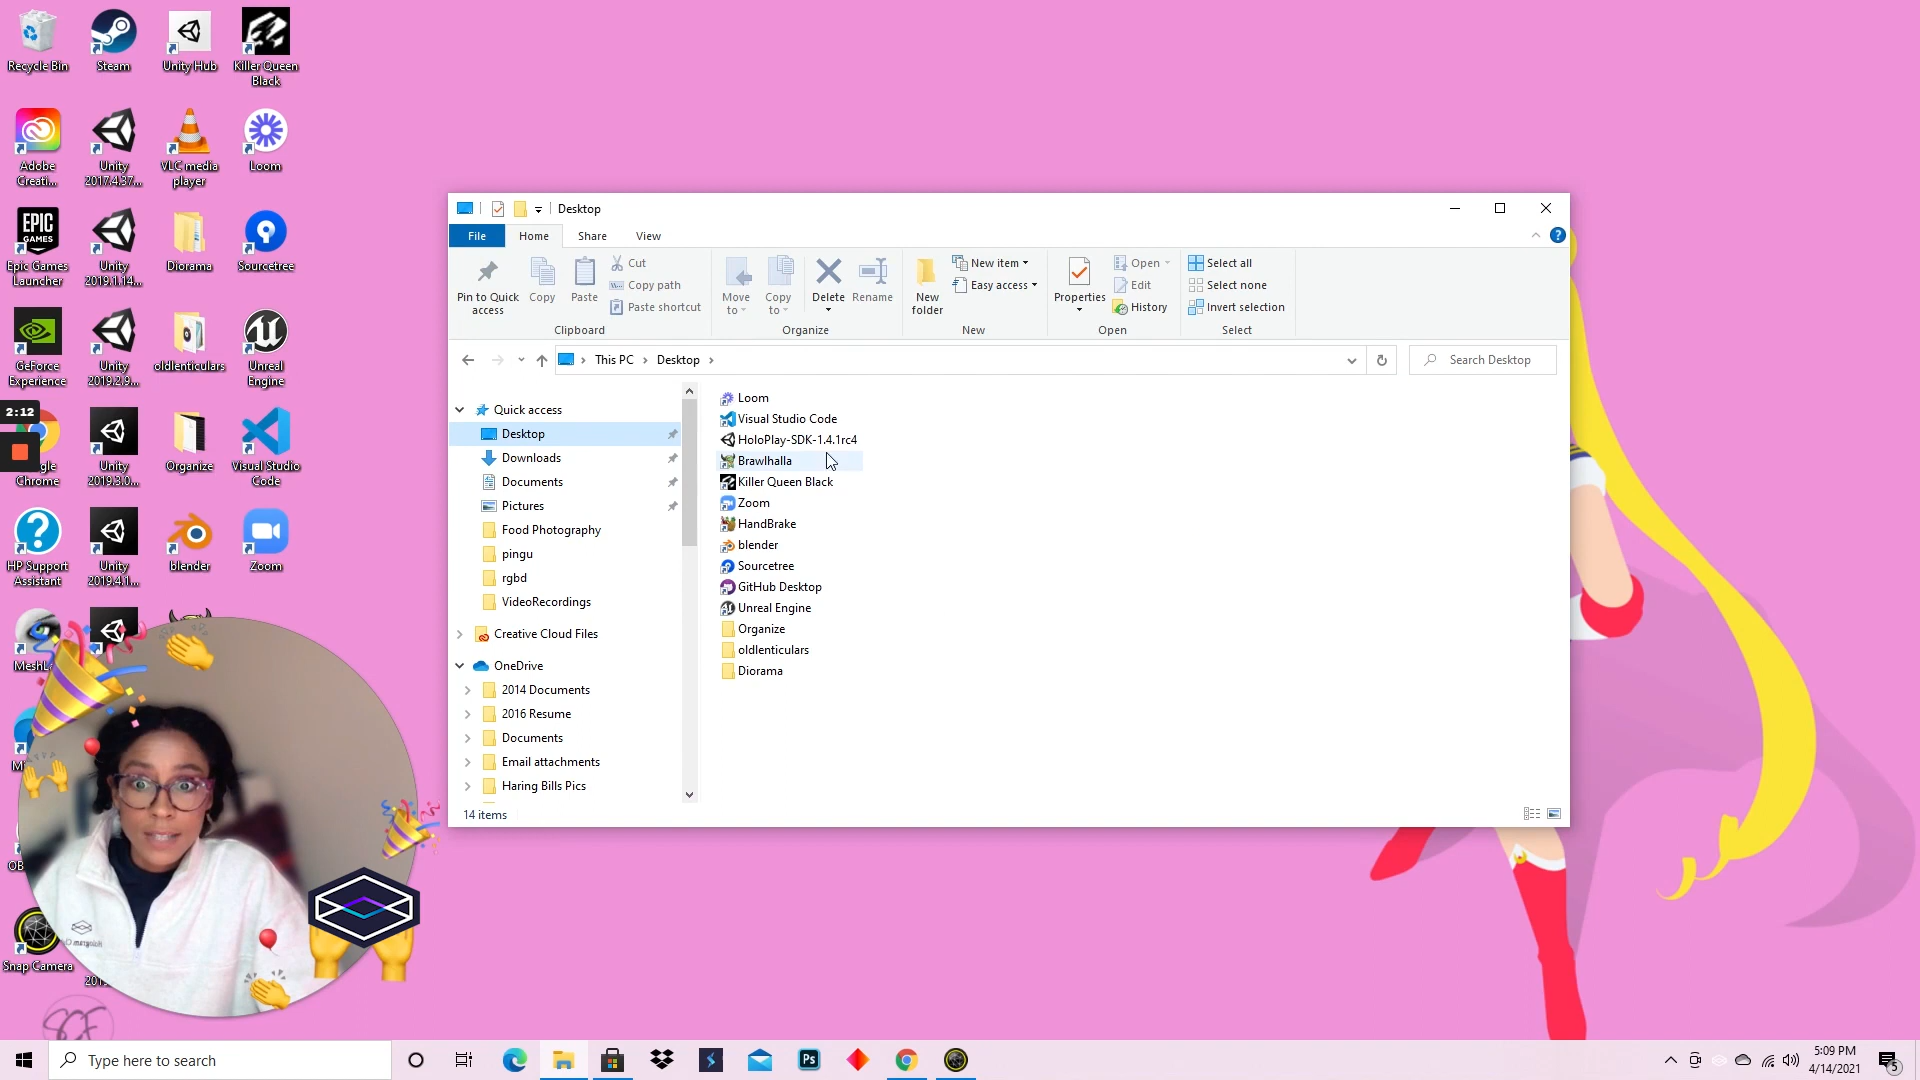 Recycle Bin
Steam
Unity Hub
Killer Queen
Black
Adobe
Creati...
Unity
2017.4.37...
VLC media
player
Loom
EPIC
GAMES
Epic Games
Launcher
Unity
2019.1.14...
Diorama
Sourcetree
GeForce
Experience
Unity
2019.2.9...
oldlenticulars
Unreal
Engine
2:12
gle
Chrome
Unity
2019.3.0...
Organize
Visual Studio
Code
HP Support
Assistant
Unity
2019.4.1...
blender
Zoom
MeshL
OB
Snap Camera
SCF
Desktop
File
Home
Share
View
Pin to Quick
access
Copy
Paste
Cut
Copy path
Paste shortcut
Clipboard
Move
to
Copy
to
Delete
Rename
Organize
New
folder
New item
Easy access
New
Properties
Open
Edit
History
Open
Select all
Select none
Invert selection
Select
This PC
Desktop
Search Desktop
Quick access
Desktop
Downloads
Documents
Pictures
Food Photography
pingu
rgbd
VideoRecordings
Creative Cloud Files
OneDrive
2014 Documents
2016 Resume
Documents
Email attachments
Haring Bills Pics
Loom
Visual Studio Code
HoloPlay-SDK-1.4.1rc4
Brawlhalla
Killer Queen Black
Zoom
HandBrake
blender
Sourcetree
GitHub Desktop
Unreal Engine
Organize
oldlenticulars
Diorama
14 items
Type here to search
Ps
5:09 PM
4/14/2021
5